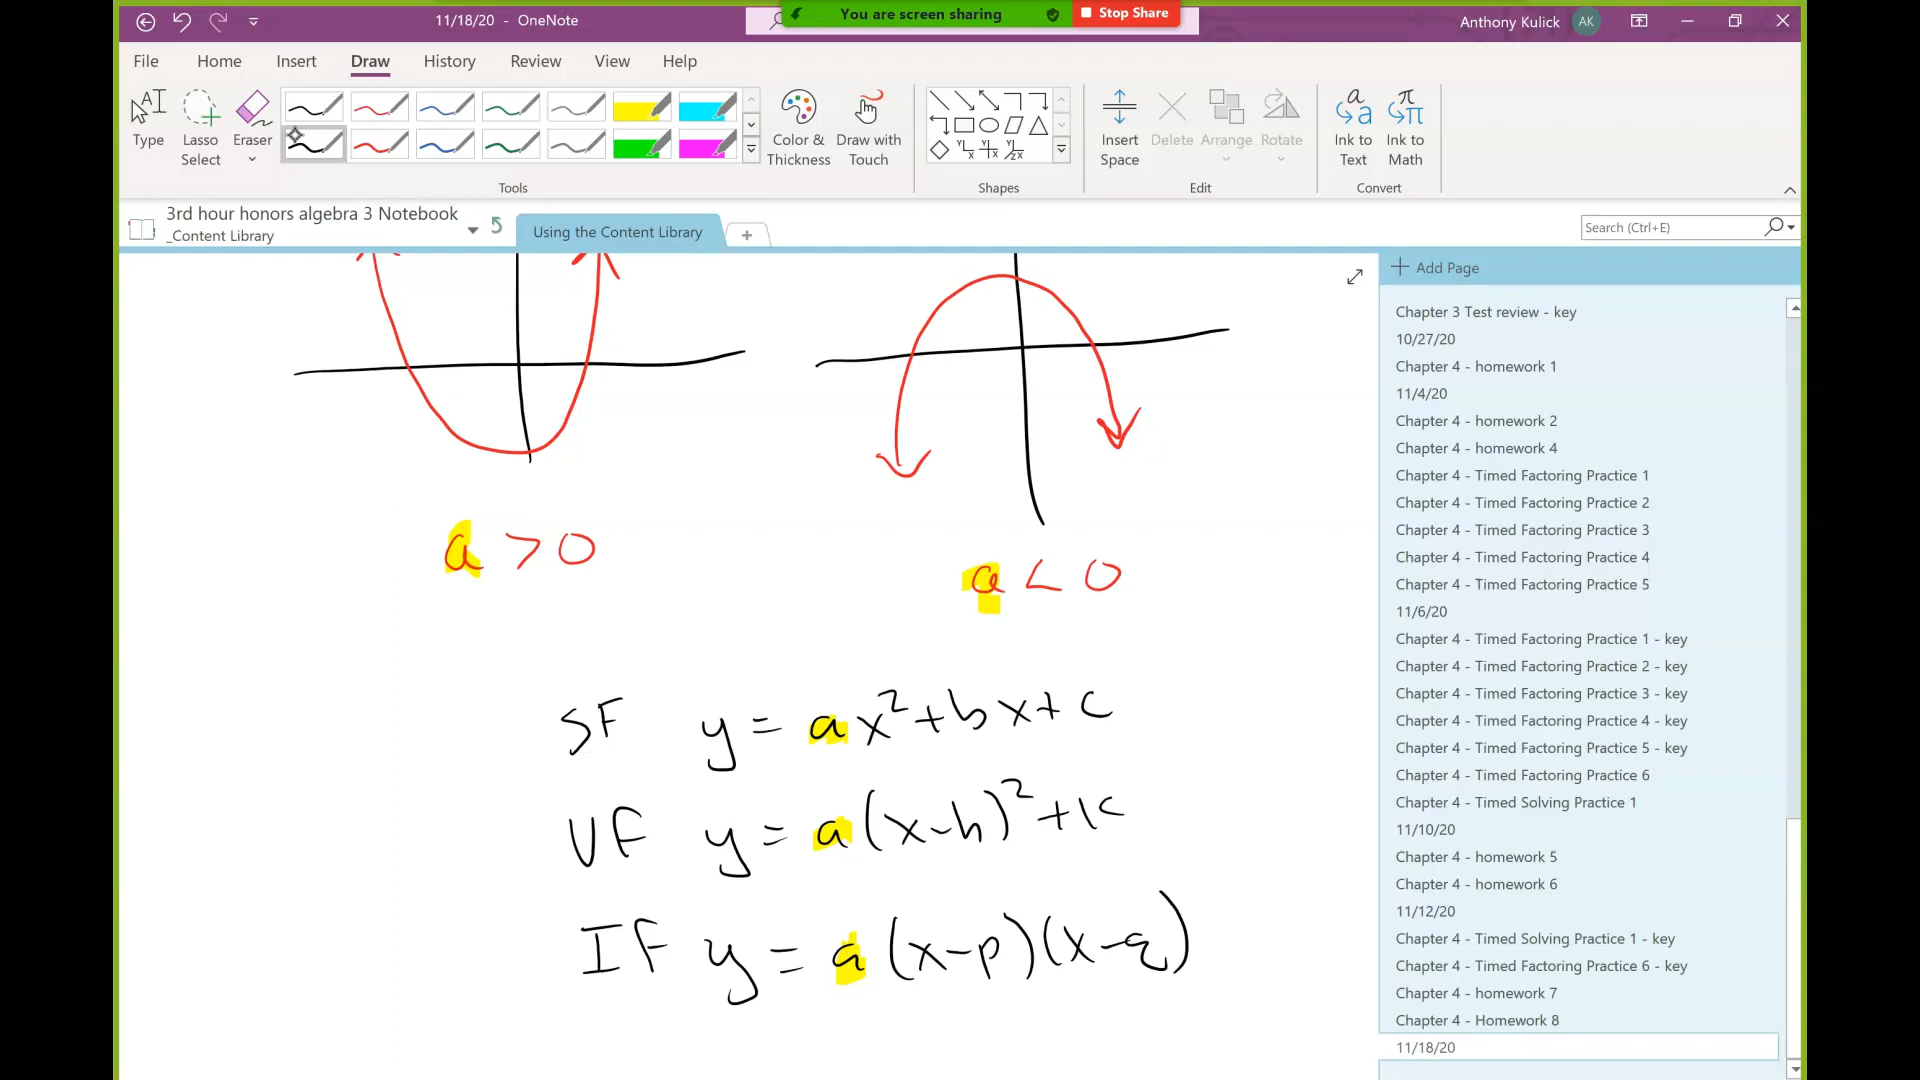 11/18/20 - OneNote
You are screen sharing
Stop Share
Anthony Kulick
AK
File Home Insert Draw History Review View Help
Type
Lasso Select
Eraser
Color & Thickness
Draw with Touch
Insert Space
Delete
Arrange
Rotate
Ink to Text
Ink to Math
Tools
Shapes
Edit
Convert
3rd hour honors algebra 3 Notebook
_Content Library
Using the Content Library
Search (Ctrl+E)
a > 0
a < 0
SF y = ax²+bx+c
VF y = a(x-h)²+k
IF y = a(x-p)(x-q)
Add Page
Chapter 3 Test review - key
10/27/20
Chapter 4 - homework 1
11/4/20
Chapter 4 - homework 2
Chapter 4 - homework 4
Chapter 4 - Timed Factoring Practice 1
Chapter 4 - Timed Factoring Practice 2
Chapter 4 - Timed Factoring Practice 3
Chapter 4 - Timed Factoring Practice 4
Chapter 4 - Timed Factoring Practice 5
11/6/20
Chapter 4 - Timed Factoring Practice 1 - key
Chapter 4 - Timed Factoring Practice 2 - key
Chapter 4 - Timed Factoring Practice 3 - key
Chapter 4 - Timed Factoring Practice 4 - key
Chapter 4 - Timed Factoring Practice 5 - key
Chapter 4 - Timed Factoring Practice 6
Chapter 4 - Timed Solving Practice 1
11/10/20
Chapter 4 - homework 5
Chapter 4 - homework 6
11/12/20
Chapter 4 - Timed Solving Practice 1 - key
Chapter 4 - Timed Factoring Practice 6 - key
Chapter 4 - homework 7
Chapter 4 - Homework 8
11/18/20